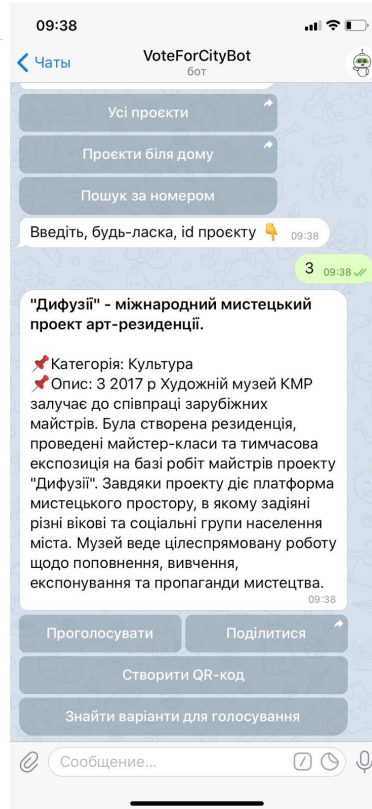 09:38
Чаты
VoteForCityBot
бот
Усі проєкти
Проєкти біля дому
Пошук за номером
Введіть, будь-ласка, id проєкту 👇 09:38
3 09:38
"Дифузії" - міжнародний мистецький
проект арт-резиденції.
📌Категорія: Культура
📌Опис: З 2017 р Художній музей КМР
залучає до співпраці зарубіжних
майстрів. Була створена резиденція,
проведені майстер-класи та тимчасова
експозиція на базі робіт майстрів проекту
"Дифузії". Завдяки проекту діє платформа
мистецького простору, в якому задіяні
різні вікові та соціальні групи населення
міста. Музей веде цілеспрямовану роботу
щодо поповнення, вивчення,
експонування та пропаганди мистецтва.
09:38
Проголосувати
Поділитися
Створити QR-код
Знайти варіанти для голосування
Сообщение...